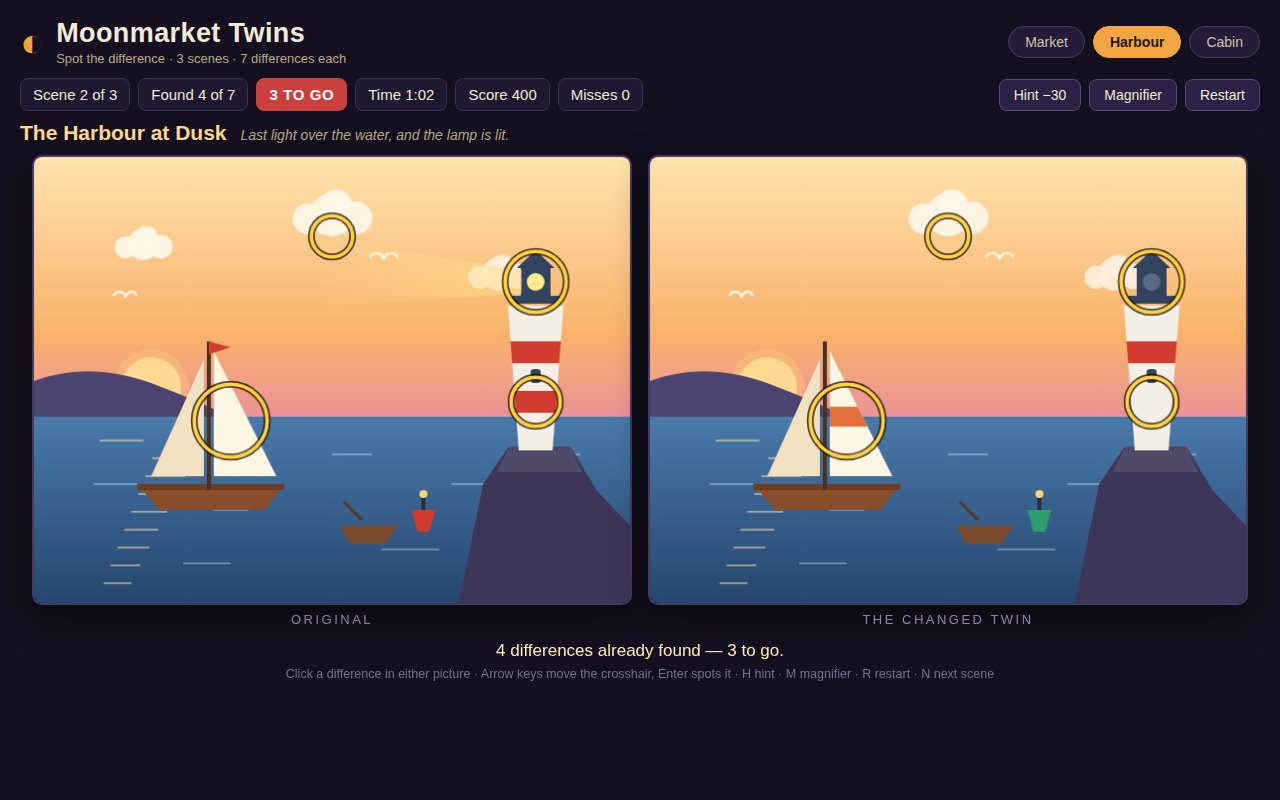 Moonmarket Twins
Spot the difference · 3 scenes · 7 differences each
Market
Harbour
Cabin
Scene 2 of 3
Found 4 of 7
3 TO GO
Time 1:02
Score 400
Misses 0
Hint −30
Magnifier
Restart
The Harbour at Dusk
Last light over the water, and the lamp is lit.
ORIGINAL
THE CHANGED TWIN
4 differences already found — 3 to go.
Click a difference in either picture · Arrow keys move the crosshair, Enter spots it · H hint · M magnifier · R restart · N next scene